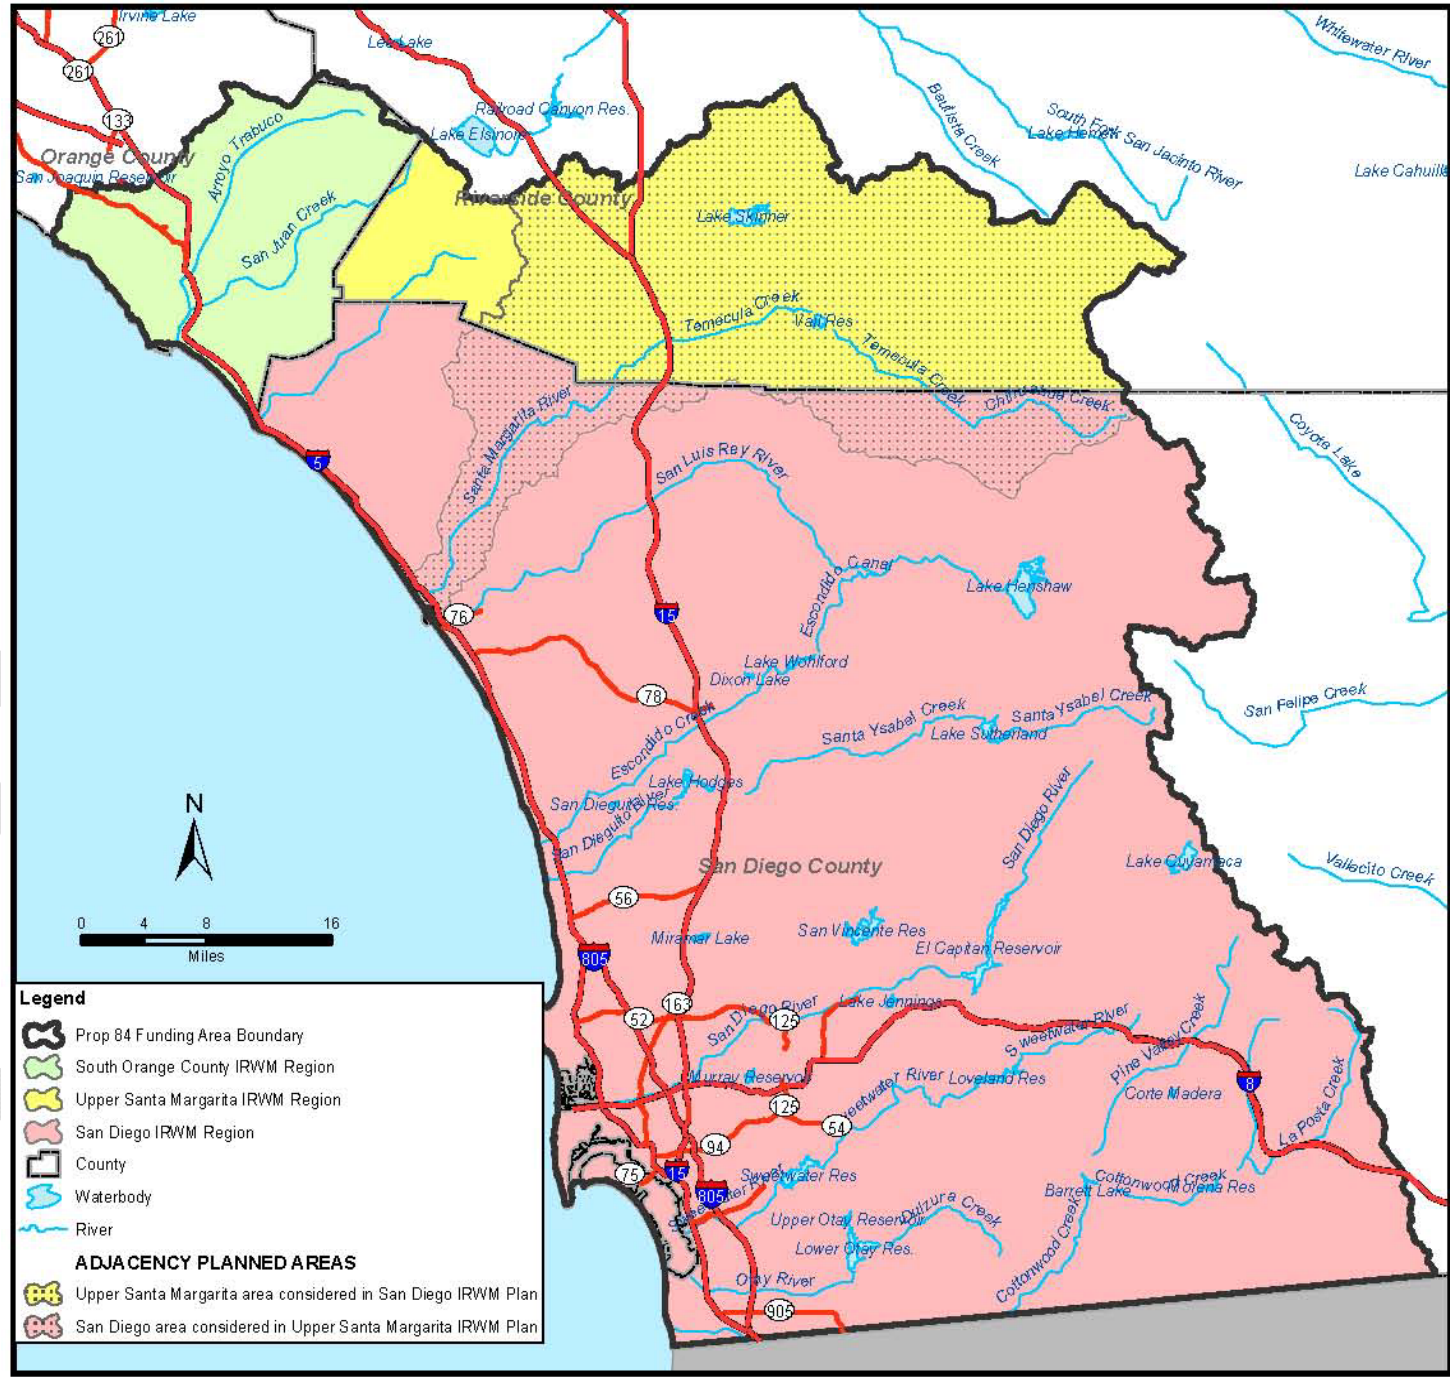 Irvine Lake
261
Lee Lake
Whitewater River
261
Railroad Canyon Res.
Bautista Creek
South Fork San Jacinto River
133
Arroyo Trabuco
Lake Elsinore
Lake Hemet
Orange County
San Joaquin Reservoir
Lake Cahuilla
Riverside County
San Juan Creek
Lake Skinner
Temecula Creek
Vail Res
Temecula Creek
Chihuahua Creek
Santa Margarita River
Coyote Lake
5
San Luis Rey River
Escondido Canal
Lake Henshaw
76
15
Lake Wohlford
Dixon Lake
78
San Felipe Creek
Santa Ysabel Creek
Santa Ysabel Creek
Lake Sutherland
Escondido Creek
Lake Hodges
San Dieguito Res.
San Dieguito River
San Diego River
N
San Diego County
Lake Cuyamaca
Vallacito Creek
56
0 4 8 16
Miles
Miramar Lake
San Vincente Res
El Capitan Reservoir
805
163
52
San Diego River
125
Lake Jennings
Sweetwater River
Pine Valley Creek
Murray Reservoir
Sweetwater River
Loveland Res
8
Corte Madera
La Posta Creek
125
54
94
75
15
805
Sweetwater River
Sweetwater Res
Cottonwood Creek
Barrett Lake
Morena Res
Upper Otay Reservoir
Dulzura Creek
Lower Otay Res.
Otay River
Cottonwood Creek
905
Legend
Prop 84 Funding Area Boundary
South Orange County IRWM Region
Upper Santa Margarita IRWM Region
San Diego IRWM Region
County
Waterbody
River
ADJACENCY PLANNED AREAS
Upper Santa Margarita area considered in San Diego IRWM Plan
San Diego area considered in Upper Santa Margarita IRWM Plan